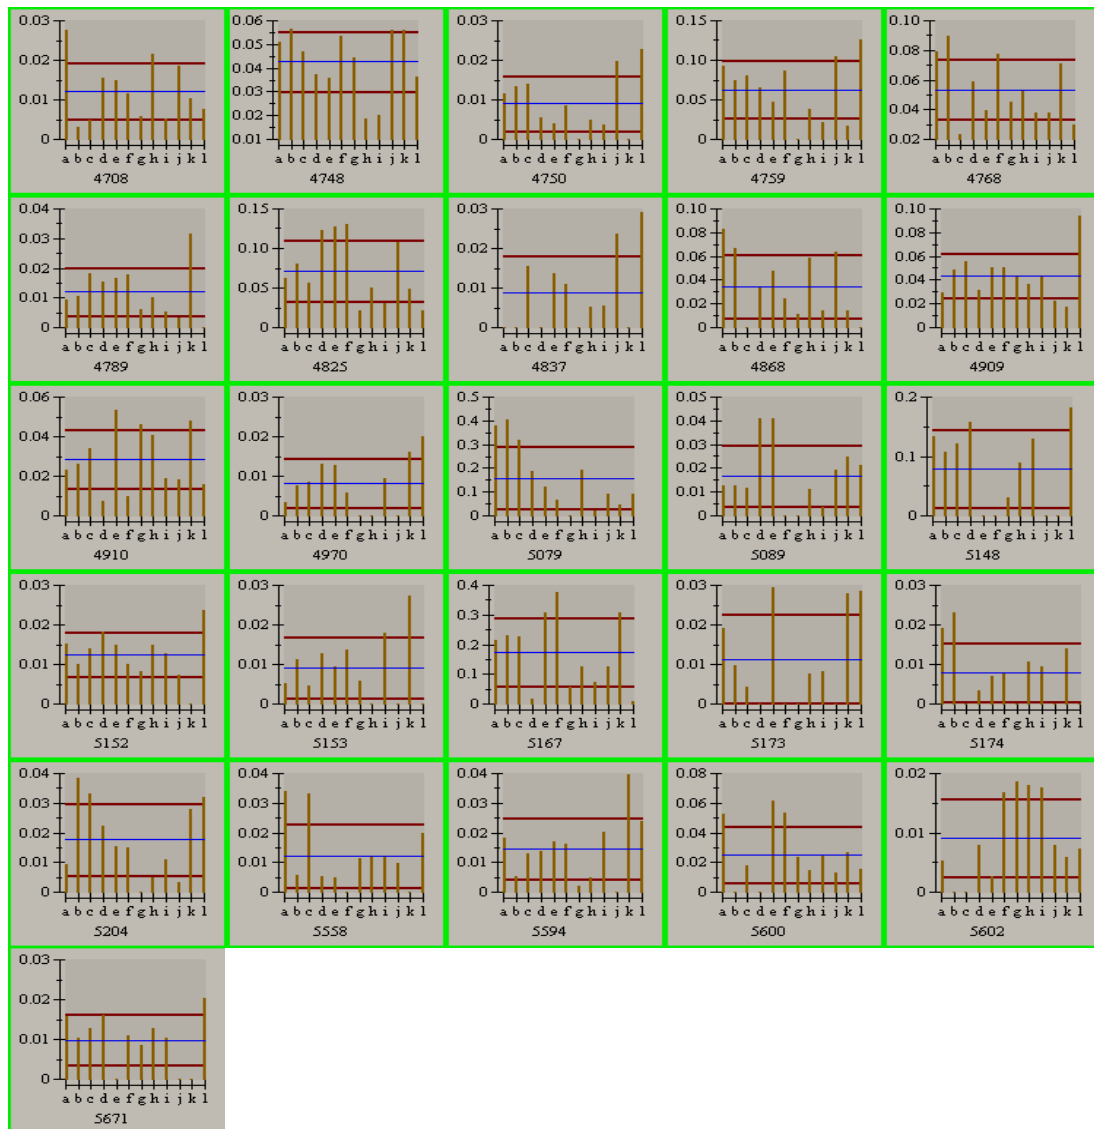 0.03 0.06 0.03 0.15 0.10
0.05 0.08
0.02 0.04 0.02 0.10
0.03 0.06
0.01 0.02 0.01 0.05 0.04
0 0.01 0 0 0.02
a b c d e f g h i j k l a b c d e f g h i j k l a b c d e f g h i j k l a b c d e f g h i j k l a b c d e f g h i j k l
4708 4748 4750 4759 4768
0.04 0.15 0.03 0.10 0.10
0.03 0.08 0.08
0.10 0.02
0.02 0.06 0.06
0.05 0.01 0.04 0.04
0.01 0.02 0.02
0 0 0 0 0
a b c d e f g h i j k l a b c d e f g h i j k l a b c d e f g h i j k l a b c d e f g h i j k l a b c d e f g h i j k l
4789 4825 4837 4868 4909
0.06 0.03 0.5 0.05 0.2
0.4 0.04
0.04 0.02
0.3 0.03 0.1
0.02 0.01 0.2 0.02
0.1 0.01
0 0 0 0 0
a b c d e f g h i j k l a b c d e f g h i j k l a b c d e f g h i j k l a b c d e f g h i j k l a b c d e f g h i j k l
4910 4970 5079 5089 5148
0.03 0.03 0.4 0.03 0.03
0.3
0.02 0.02 0.02 0.02
0.2
0.01 0.01 0.1 0.01 0.01
0 0 0 0 0
a b c d e f g h i j k l a b c d e f g h i j k l a b c d e f g h i j k l a b c d e f g h i j k l a b c d e f g h i j k l
5152 5153 5167 5173 5174
0.04 0.04 0.04 0.08 0.02
0.03 0.03 0.03 0.06
0.02 0.02 0.02 0.04 0.01
0.01 0.01 0.01 0.02
0 0 0 0 0
a b c d e f g h i j k l a b c d e f g h i j k l a b c d e f g h i j k l a b c d e f g h i j k l a b c d e f g h i j k l
5204 5558 5594 5600 5602
0.03
0.02
0.01
0
a b c d e f g h i j k l
5671